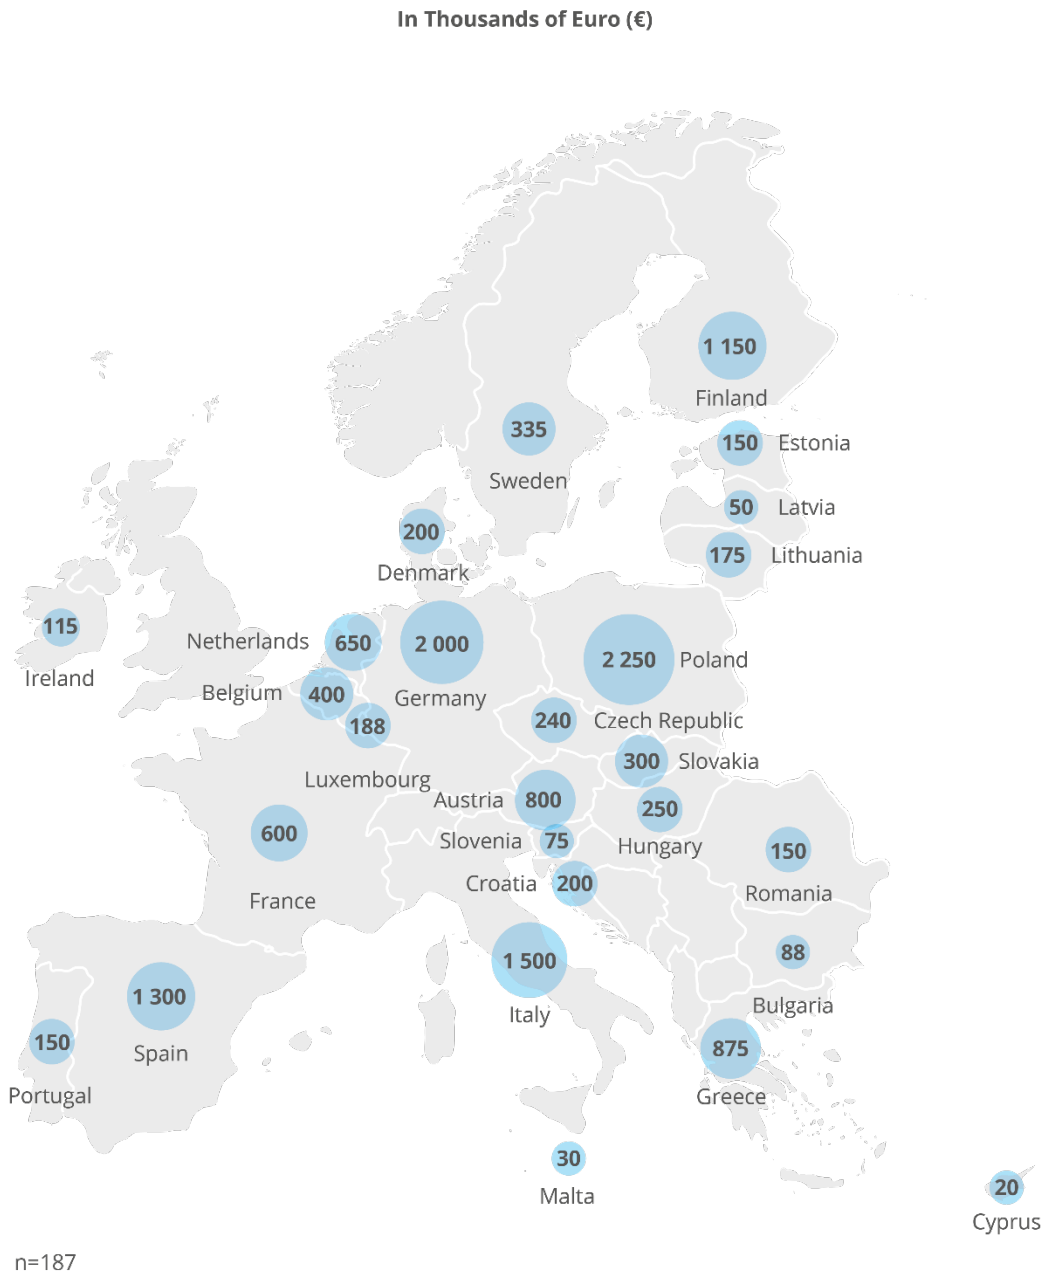 In Thousands of Euro (€)
1 150
Finland
335
Sweden
150 Estonia
50 Latvia
175 Lithuania
200
Denmark
115
Ireland
Netherlands 650
2 000
Germany
2 250 Poland
Belgium 400
188
Luxembourg
240 Czech Republic
300 Slovakia
Austria 800
250
Hungary
600
France
Slovenia 75
150
Romania
Croatia 200
88
Bulgaria
1 500
Italy
1 300
Spain
150
Portugal
875
Greece
30
Malta
20
Cyprus
n=187